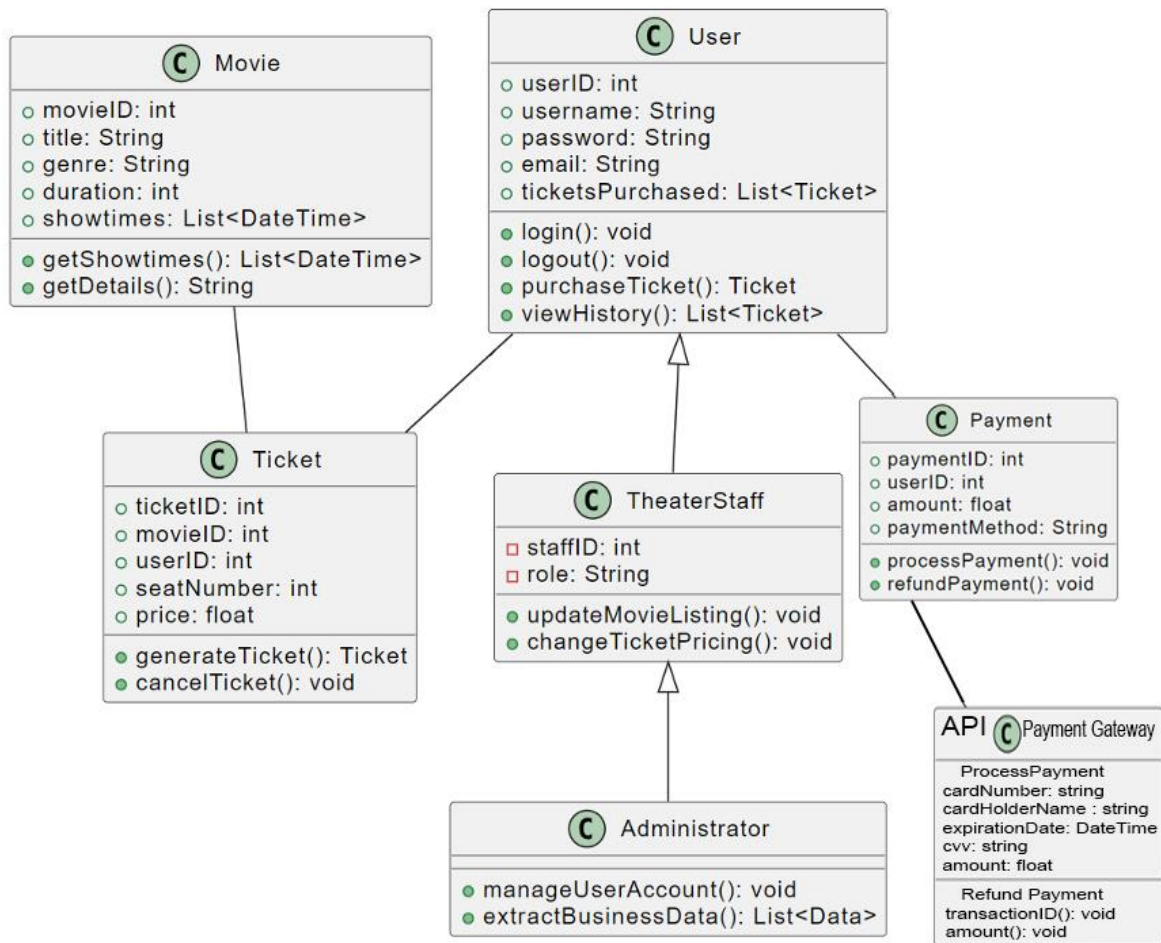 C Movie
movieID: int
title: String
genre: String
duration: int
showtimes: List<DateTime>
getShowtimes(): List<DateTime>
getDetails(): String
C User
userID: int
username: String
password: String
email: String
ticketsPurchased: List<Ticket>
login(): void
logout(): void
purchaseTicket(): Ticket
viewHistory(): List<Ticket>
C Ticket
ticketID: int
movieID: int
userID: int
seatNumber: int
price: float
generateTicket(): Ticket
cancelTicket(): void
C TheaterStaff
staffID: int
role: String
updateMovieListing(): void
changeTicketPricing(): void
C Payment
paymentID: int
userID: int
amount: float
paymentMethod: String
processPayment(): void
refundPayment(): void
C Administrator
manageUserAccount(): void
extractBusinessData(): List<Data>
API C Payment Gateway
ProcessPayment
cardNumber: string
cardHolderName : string
expirationDate: DateTime
cvv: string
amount: float
Refund Payment
transactionID(): void
amount(): void